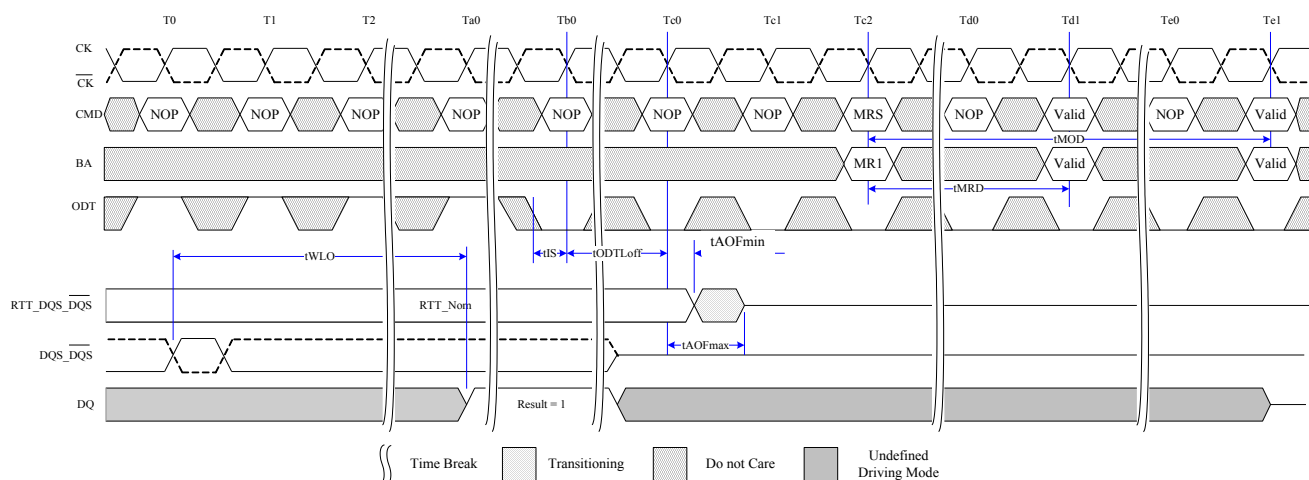 T0 T1 T2 Ta0 Tb0 Tc0 Tc1 Tc2 Td0 Td1 Te0 Te1
CK
CK
CMD NOP NOP NOP NOP NOP NOP NOP MRS NOP Valid NOP Valid
tMOD
BA MR1 Valid Valid
tMRD
ODT
tAOFmin
tWLO tIS tODTLoff
RTT_DQS_DQS RTT_Nom
DQS_DQS tAOFmax
DQ Result = 1
Time Break Transitioning Do not Care Undefined
Driving Mode